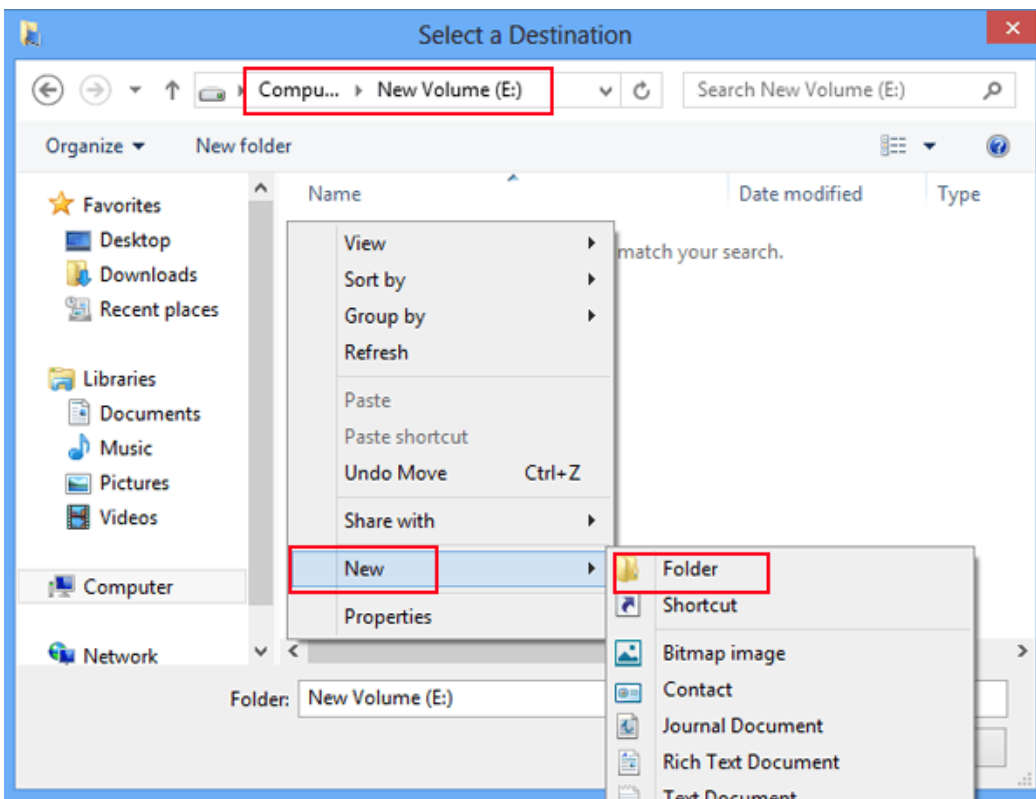 Select a Destination
Compu... New Volume (E:)
Search New Volume (E:)
Organize
New folder
Name
Date modified
Type
Favorites
Desktop
Downloads
Recent places
Libraries
Documents
Music
Pictures
Videos
Computer
Network
match your search.
View
Sort by
Group by
Refresh
Paste
Paste shortcut
Undo Move Ctrl+Z
Share with
New
Properties
Folder
Shortcut
Bitmap image
Contact
Journal Document
Rich Text Document
Text Document
Folder: New Volume (E:)